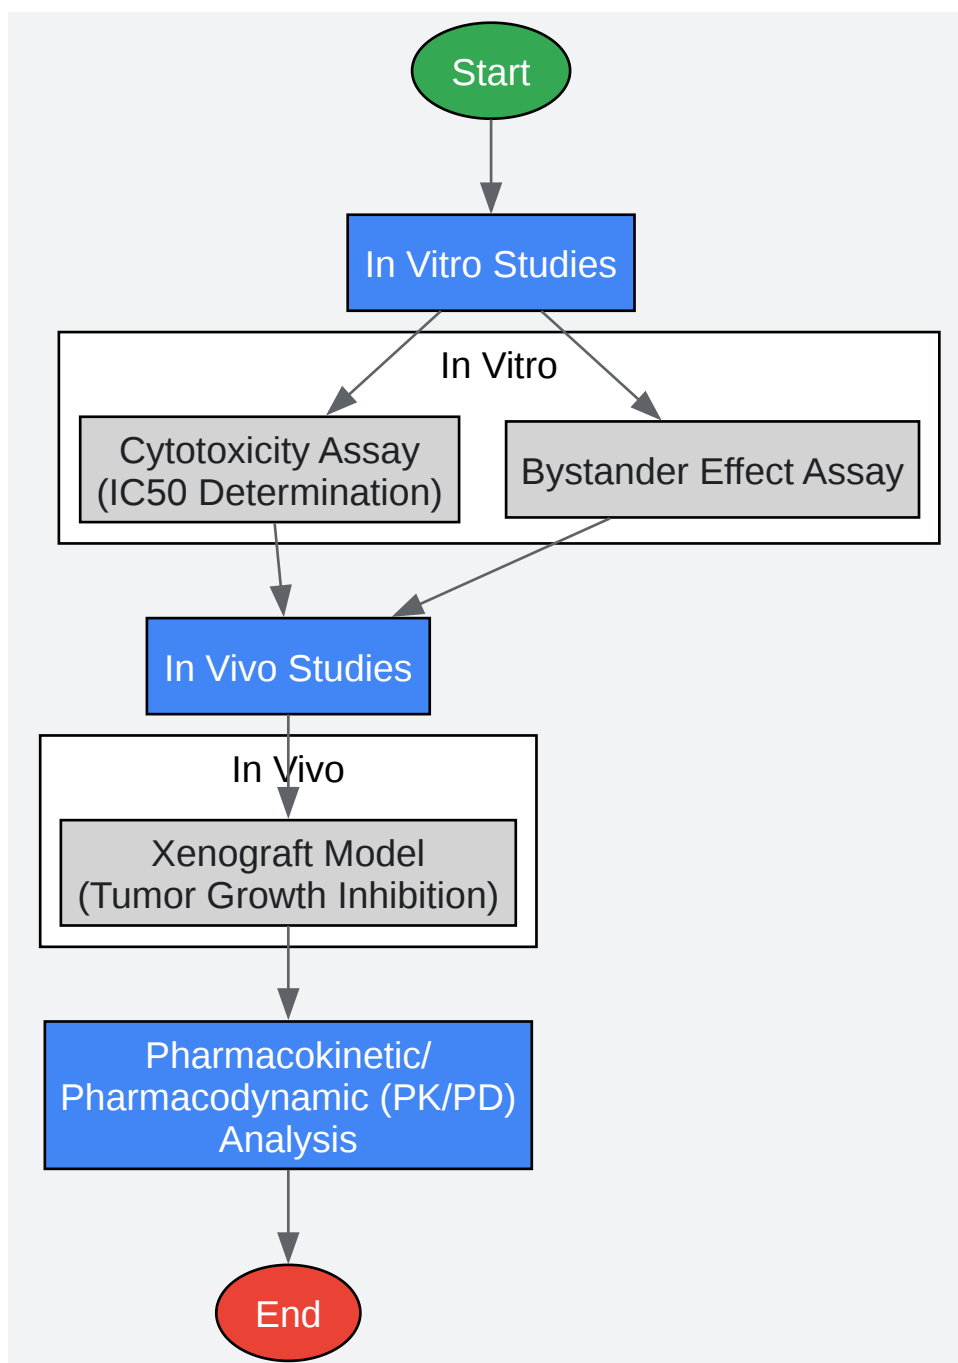 Start
In Vitro Studies
In Vitro
Cytotoxicity Assay
(IC50 Determination)
Bystander Effect Assay
In Vivo Studies
In Vivo
Xenograft Model
(Tumor Growth Inhibition)
Pharmacokinetic/
Pharmacodynamic (PK/PD)
Analysis
End